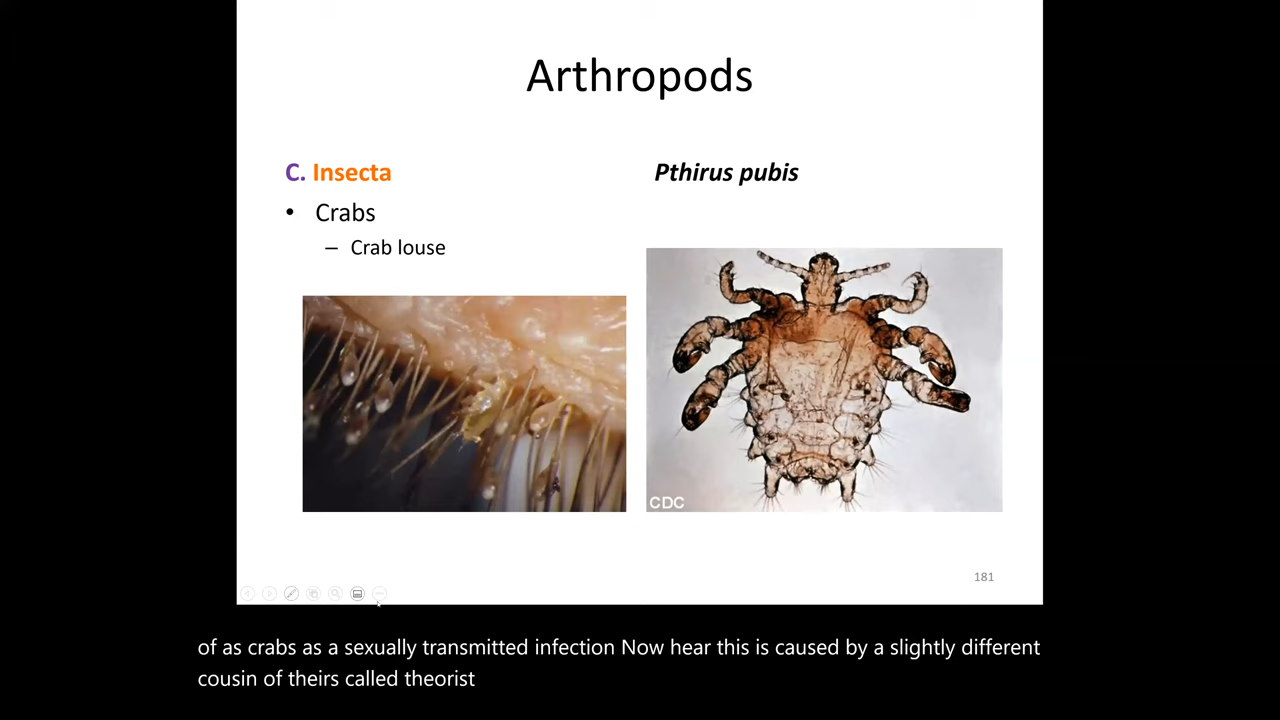 Arthropods
C. Insecta
• Crabs
– Crab louse
Pthirus pubis
CDC
181
of as crabs as a sexually transmitted infection Now hear this is caused by a slightly different
cousin of theirs called theorist